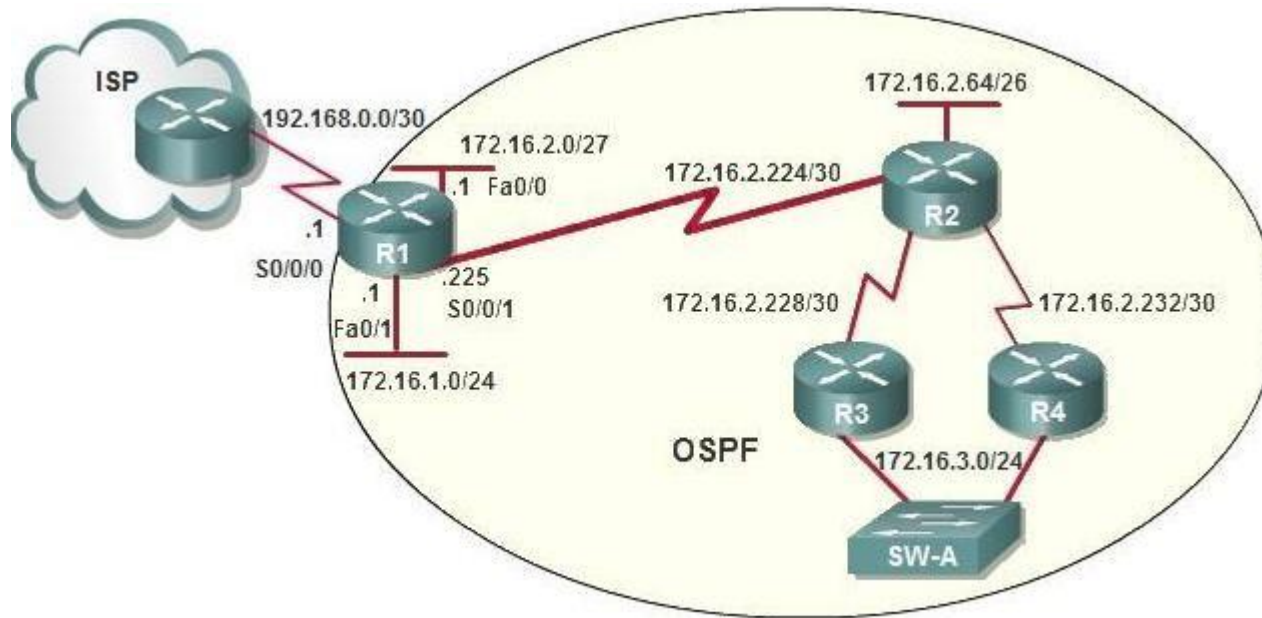 ISP
192.168.0.0/30
172.16.2.0/27
.1 Fa0/0
.1
S0/0/0
R1
.225
S0/0/1
.1
Fa0/1
172.16.1.0/24
172.16.2.224/30
172.16.2.64/26
R2
172.16.2.228/30
172.16.2.232/30
R3
R4
OSPF
172.16.3.0/24
SW-A